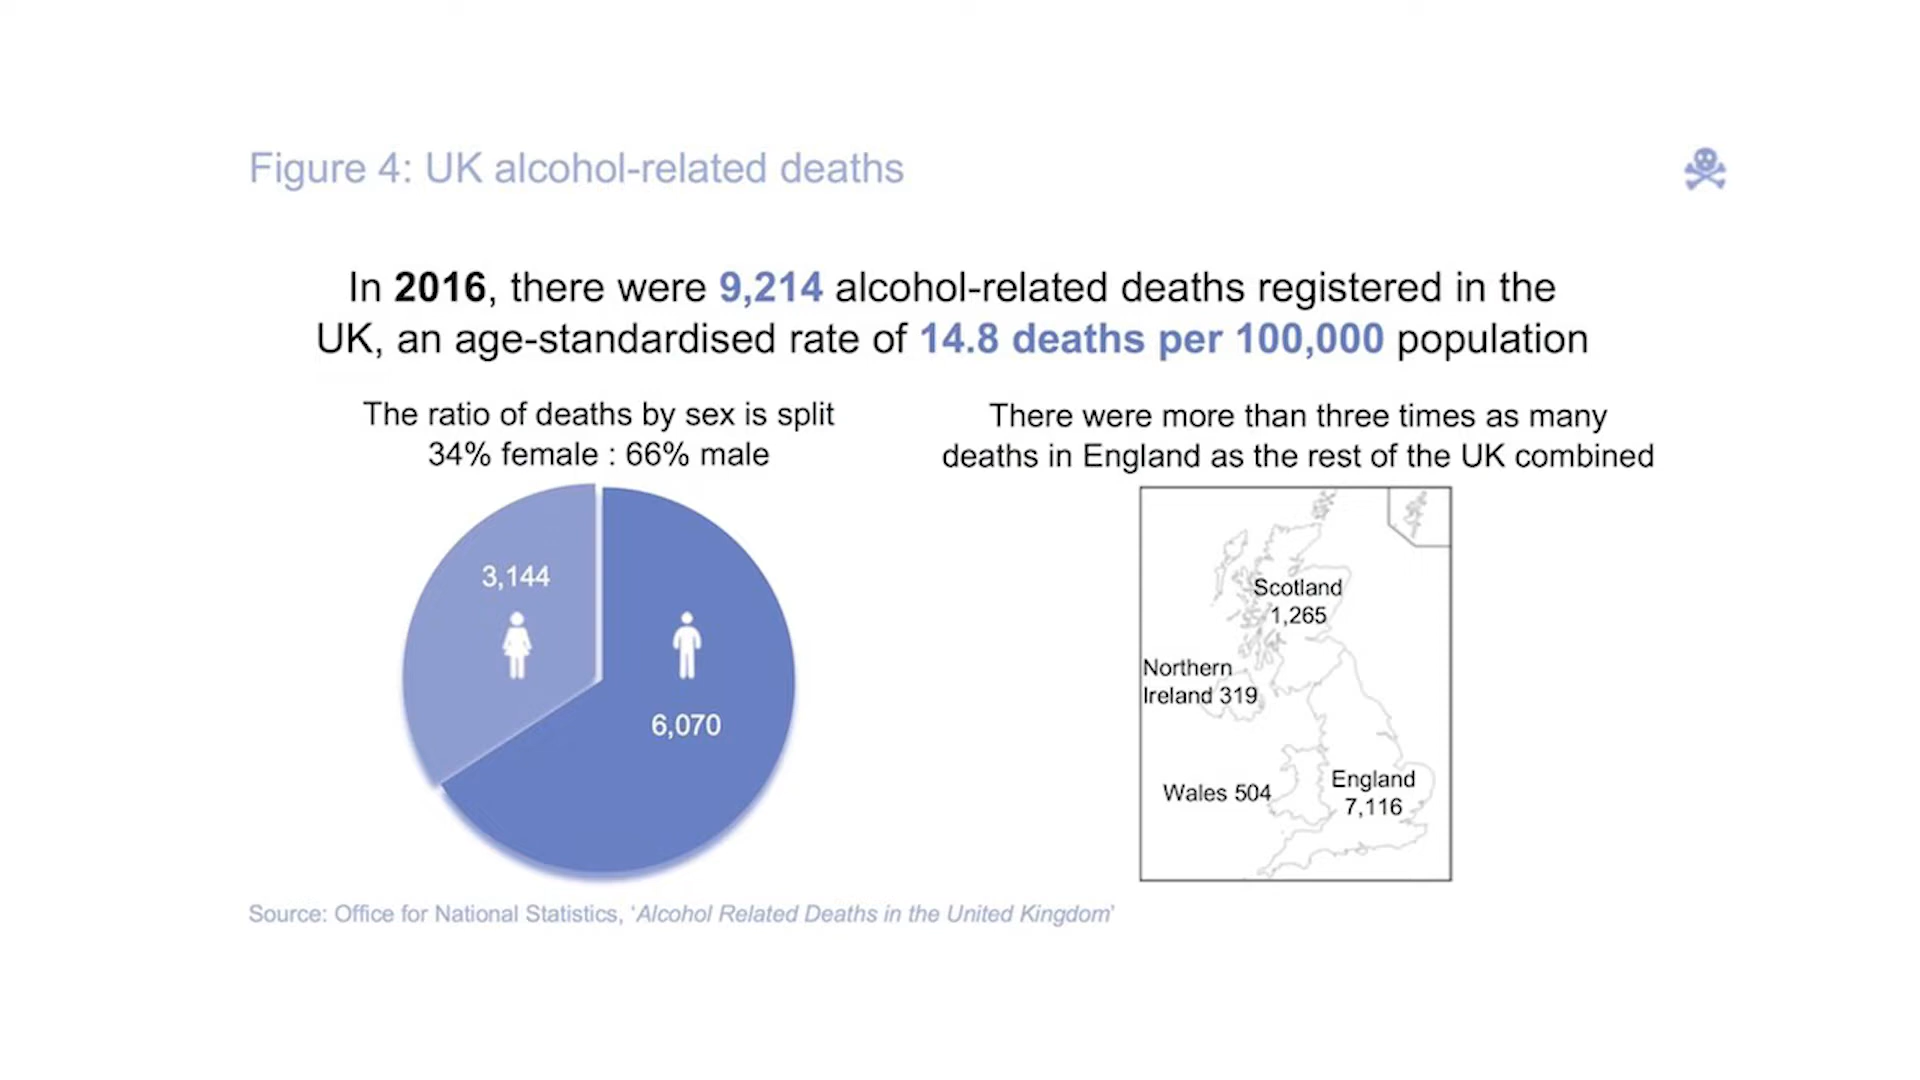 Figure 4: UK alcohol-related deaths
In 2016, there were 9,214 alcohol-related deaths registered in the
UK, an age-standardised rate of 14.8 deaths per 100,000 population
The ratio of deaths by sex is split
34% female : 66% male
3,144
6,070
There were more than three times as many
deaths in England as the rest of the UK combined
Scotland
1,265
Northern
Ireland 319
Wales 504
England
7,116
Source: Office for National Statistics, ‘Alcohol Related Deaths in the United Kingdom’